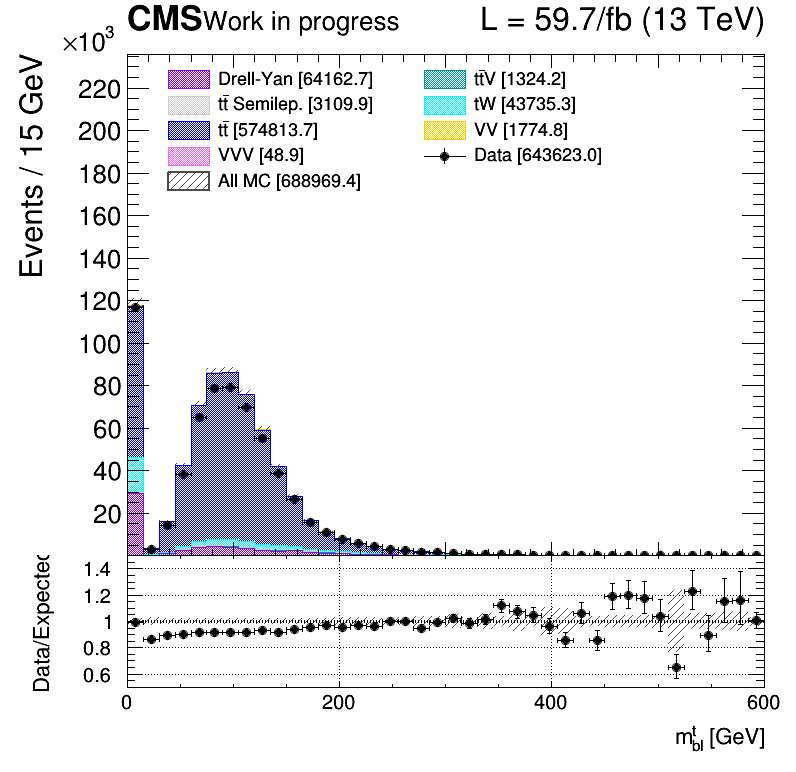 CMS Work in progress L = 59.7/fb (13 TeV)
×10³
Events / 15 GeV
Drell-Yan [64162.7]
tt̄ Semilep. [3109.9]
tt̄ [574813.7]
VVV [48.9]
All MC [688969.4]
tt̄V [1324.2]
tW [43735.3]
VV [1774.8]
Data [643623.0]
220
200
180
160
140
120
100
80
60
40
20
Data/Expected
1.4
1.2
1
0.8
0.6
0 200 400 600
m^t_bl [GeV]